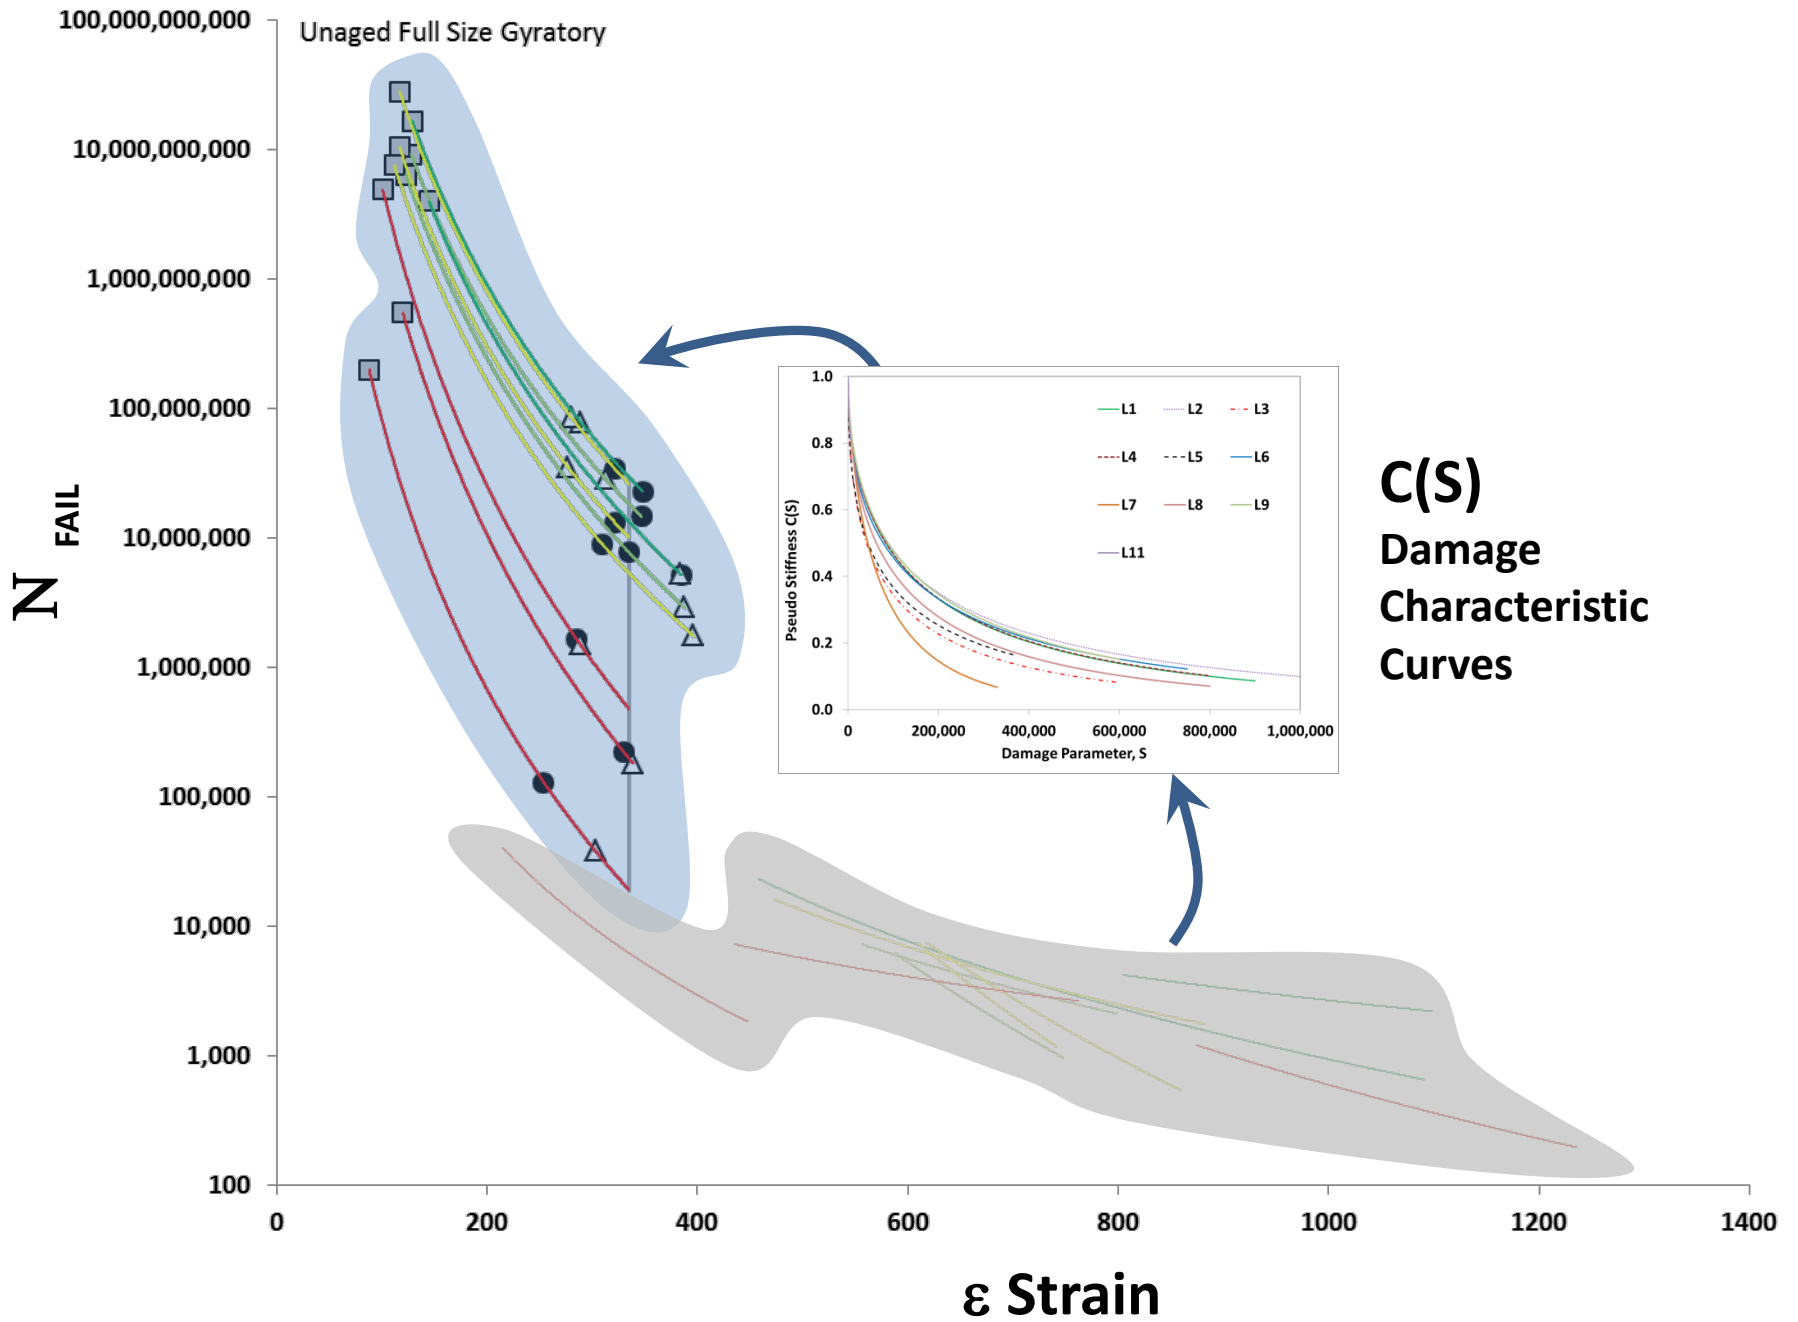 Unaged Full Size Gyratory
100,000,000,000
10,000,000,000
1,000,000,000
100,000,000
10,000,000
1,000,000
100,000
10,000
1,000
100
N FAIL
0 200 400 600 800 1000 1200 1400
ε Strain
1.0
0.8
0.6
0.4
0.2
0.0
Pseudo Stiffness C(S)
L1 L2 L3
L4 L5 L6
L7 L8 L9
L11
0 200,000 400,000 600,000 800,000 1,000,000
Damage Parameter, S
C(S)
Damage
Characteristic
Curves